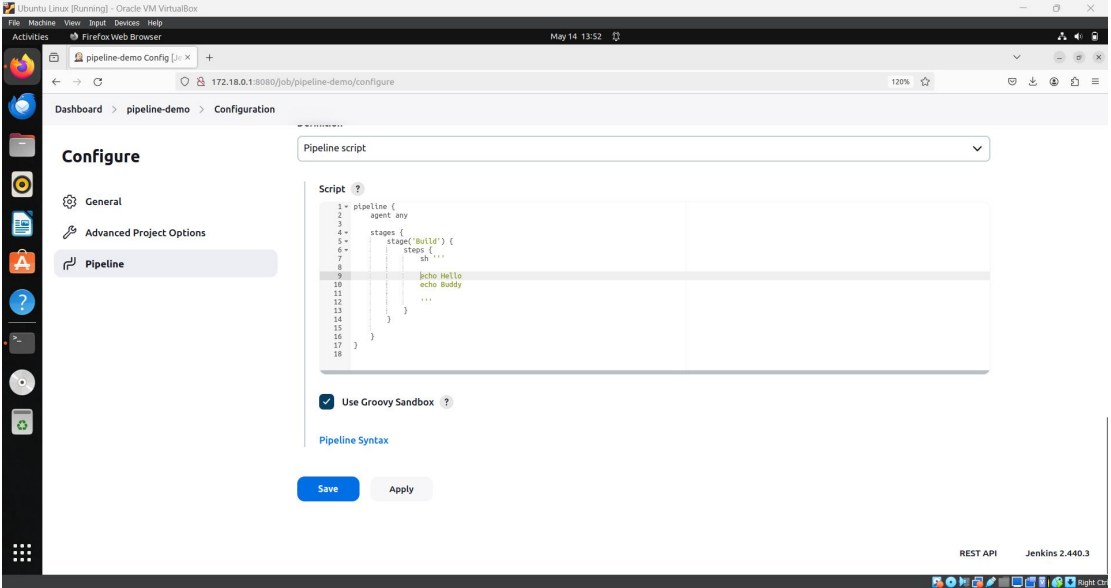 Ubuntu Linux [Running] - Oracle VM VirtualBox
File Machine View Input Devices Help
Activities Firefox Web Browser May 14 13:52
pipeline-demo Config [Je
172.18.0.1:8080/job/pipeline-demo/configure 120%
Dashboard > pipeline-demo > Configuration
Definition
Configure
Pipeline script
General
Advanced Project Options
Pipeline
Script ?
1 pipeline {
2 agent any
3
4 stages {
5 stage('Build') {
6 steps {
7 sh '''
8
9 echo Hello
10 echo Buddy
11
12 '''
13 }
14 }
15
16 }
17 }
18
Use Groovy Sandbox ?
Pipeline Syntax
Save Apply
REST API Jenkins 2.440.3
Right Ctrl